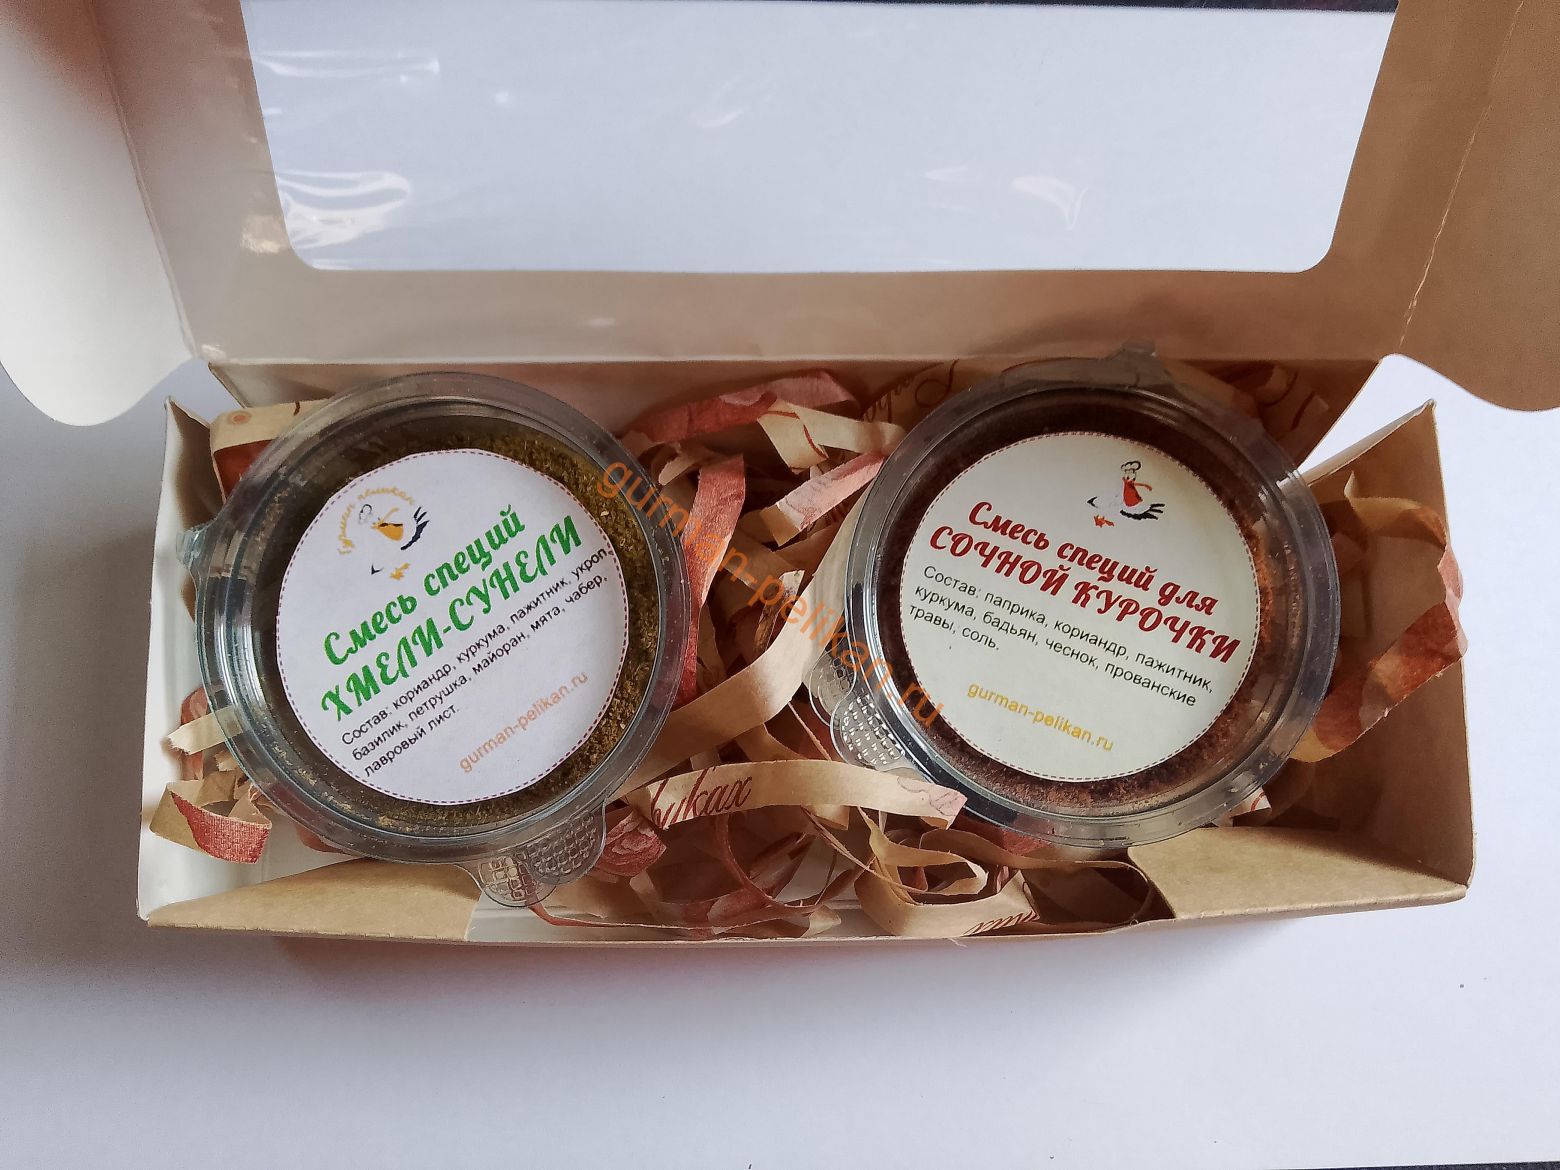 Гурман пеликан
Смесь специй
ХМЕЛИ-СУНЕЛИ
Состав: кориандр, куркума, пажитник, укроп,
базилик, петрушка, майоран, мята, чабер,
лавровый лист.
gurman-pelikan.ru
gurman-pelikan.ru
Смесь специй для
СОЧНОЙ КУРОЧКИ
Состав: паприка, кориандр, пажитник,
куркума, бадьян, чеснок, прованские
травы, соль.
gurman-pelikan.ru